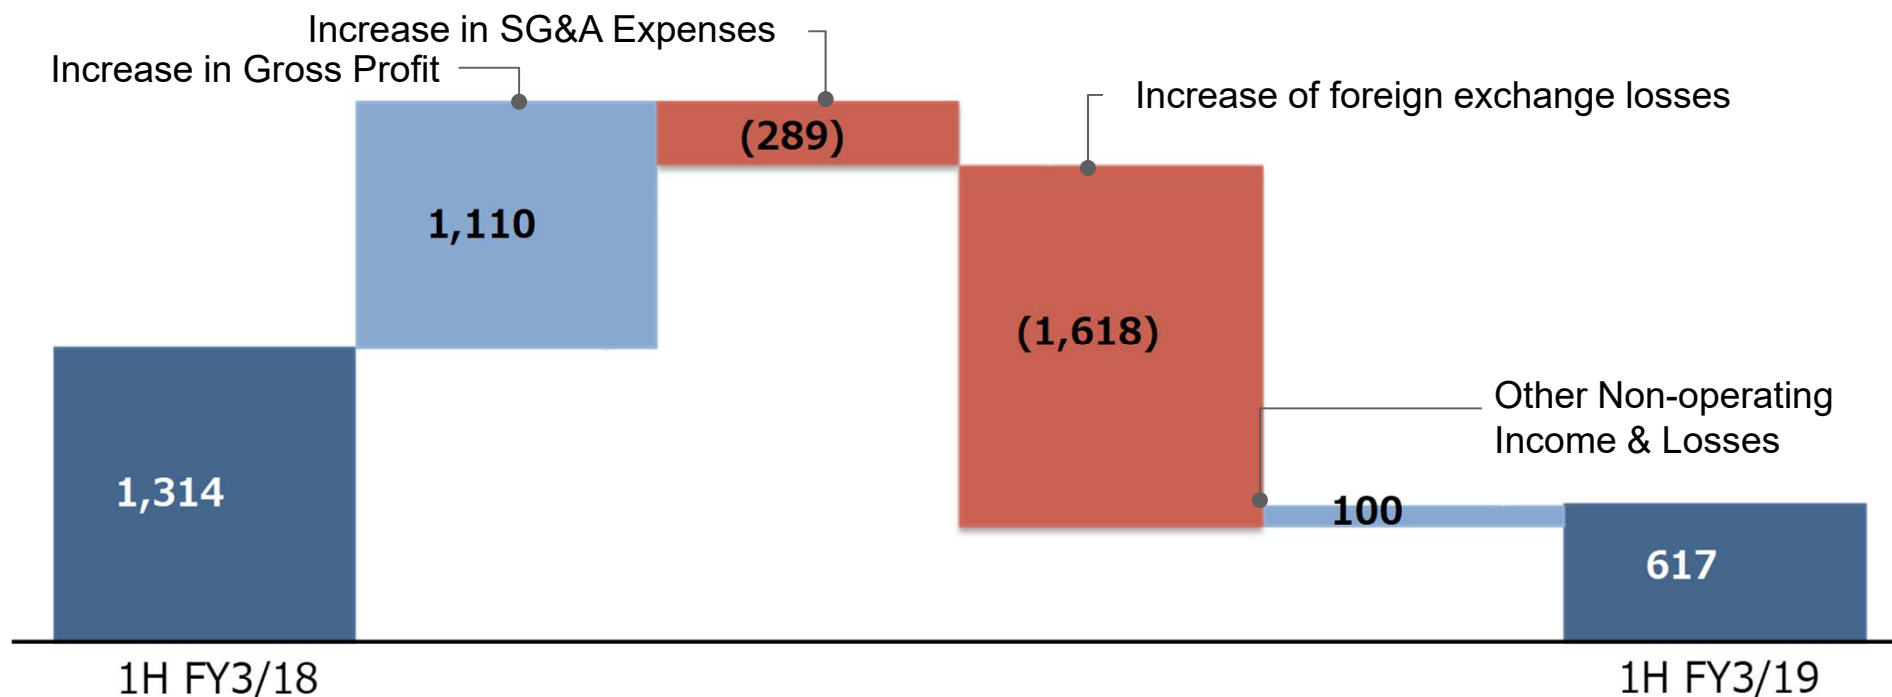 Increase in SG&A Expenses
Increase in Gross Profit
Increase of foreign exchange losses
(289)
1,110
(1,618)
Other Non-operating
Income & Losses
1,314
100
617
1H FY3/18
1H FY3/19